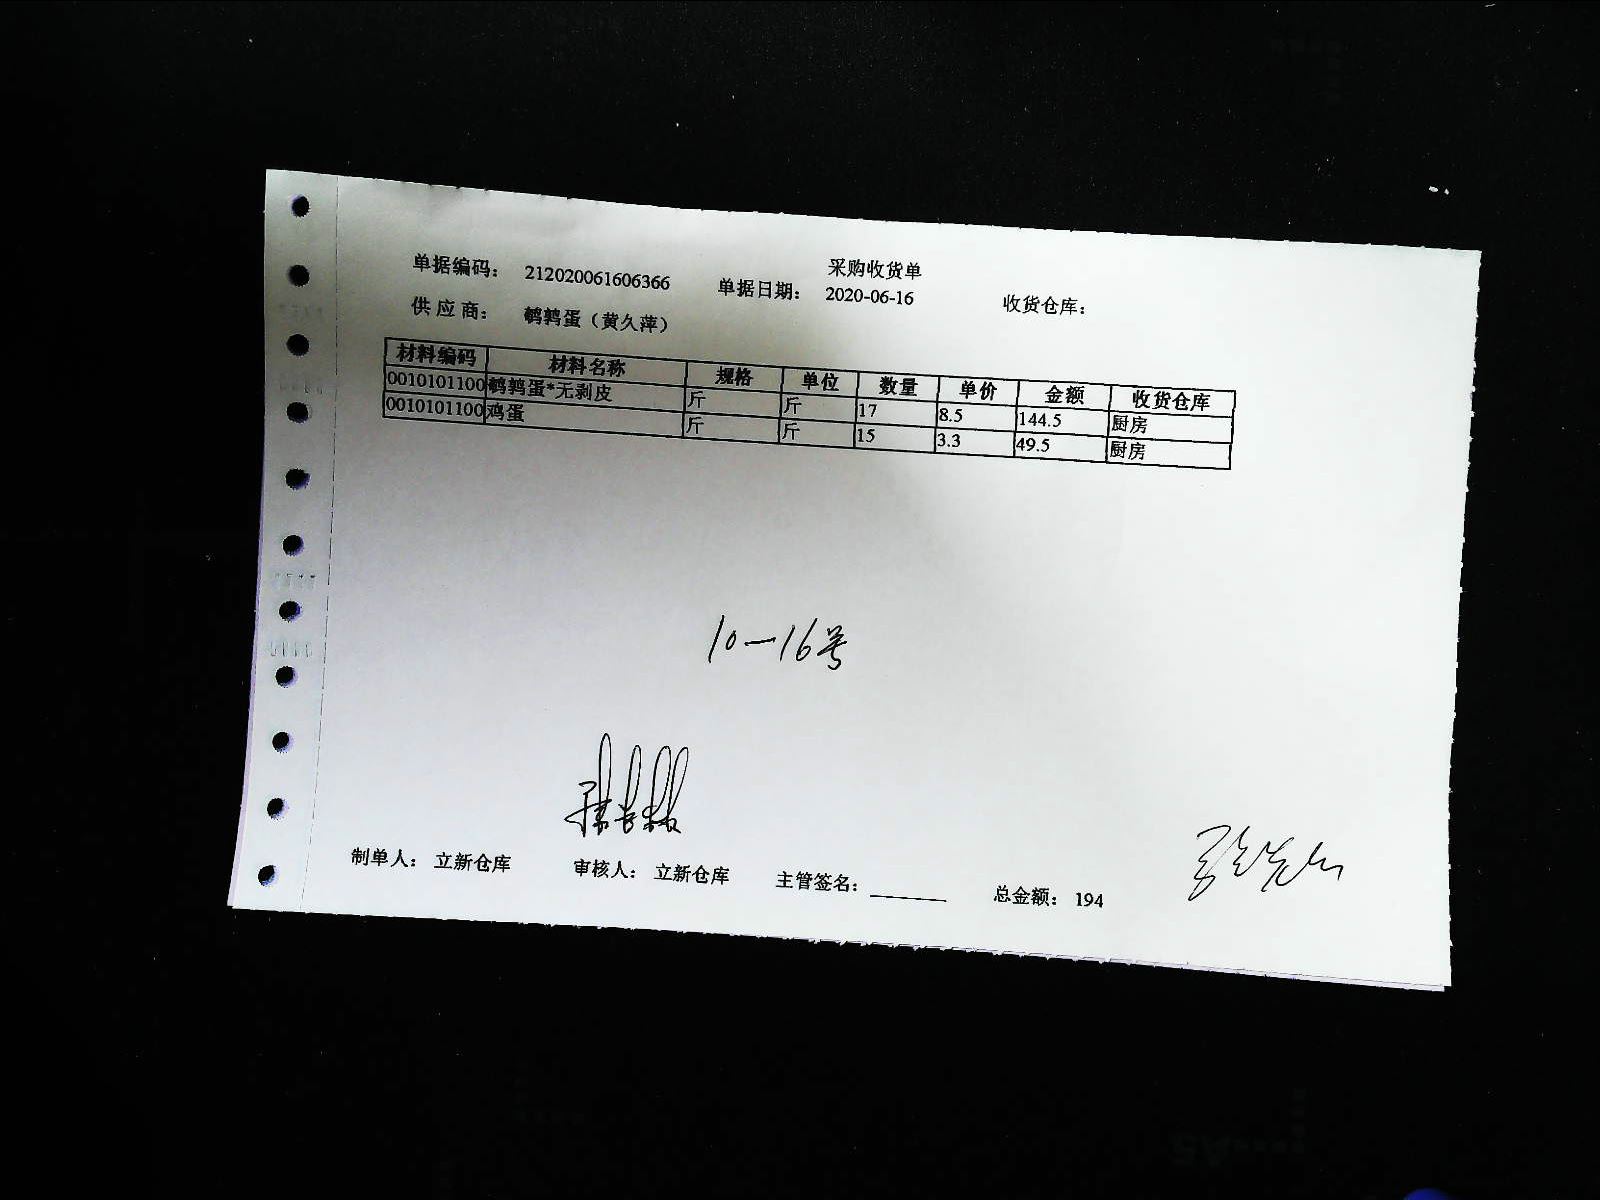 采购收货单
单据编码： 212020061606366 单据日期： 2020-06-16 收货仓库：
供 应 商： 鹌鹑蛋（黄久萍）
材料编码 材料名称 规格 单位 数量 单价 金额 收货仓库
0010101100 鹌鹑蛋*无剥皮 斤 斤 17 8.5 144.5 厨房
0010101100 鸡蛋 斤 斤 15 3.3 49.5 厨房
10—16号
制单人： 立新仓库 审核人： 立新仓库 主管签名： 总金额： 194